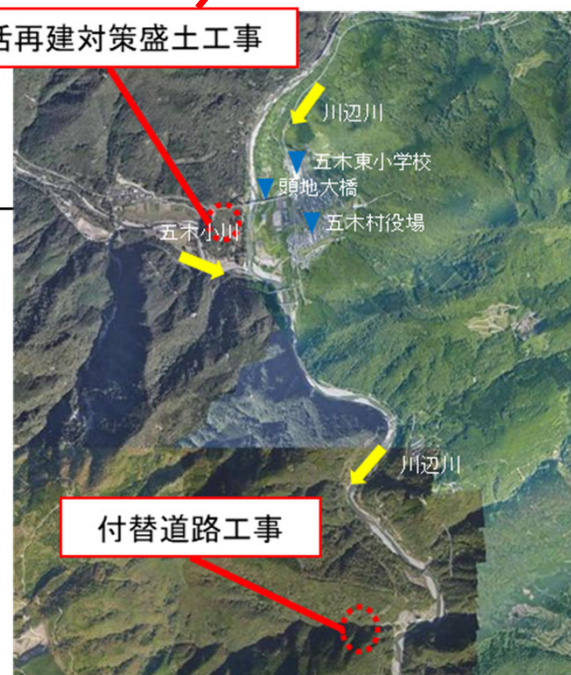 活再建対策盛土工事
川辺川
五木東小学校
頭地大橋
五木村役場
五木小川
川辺川
付替道路工事